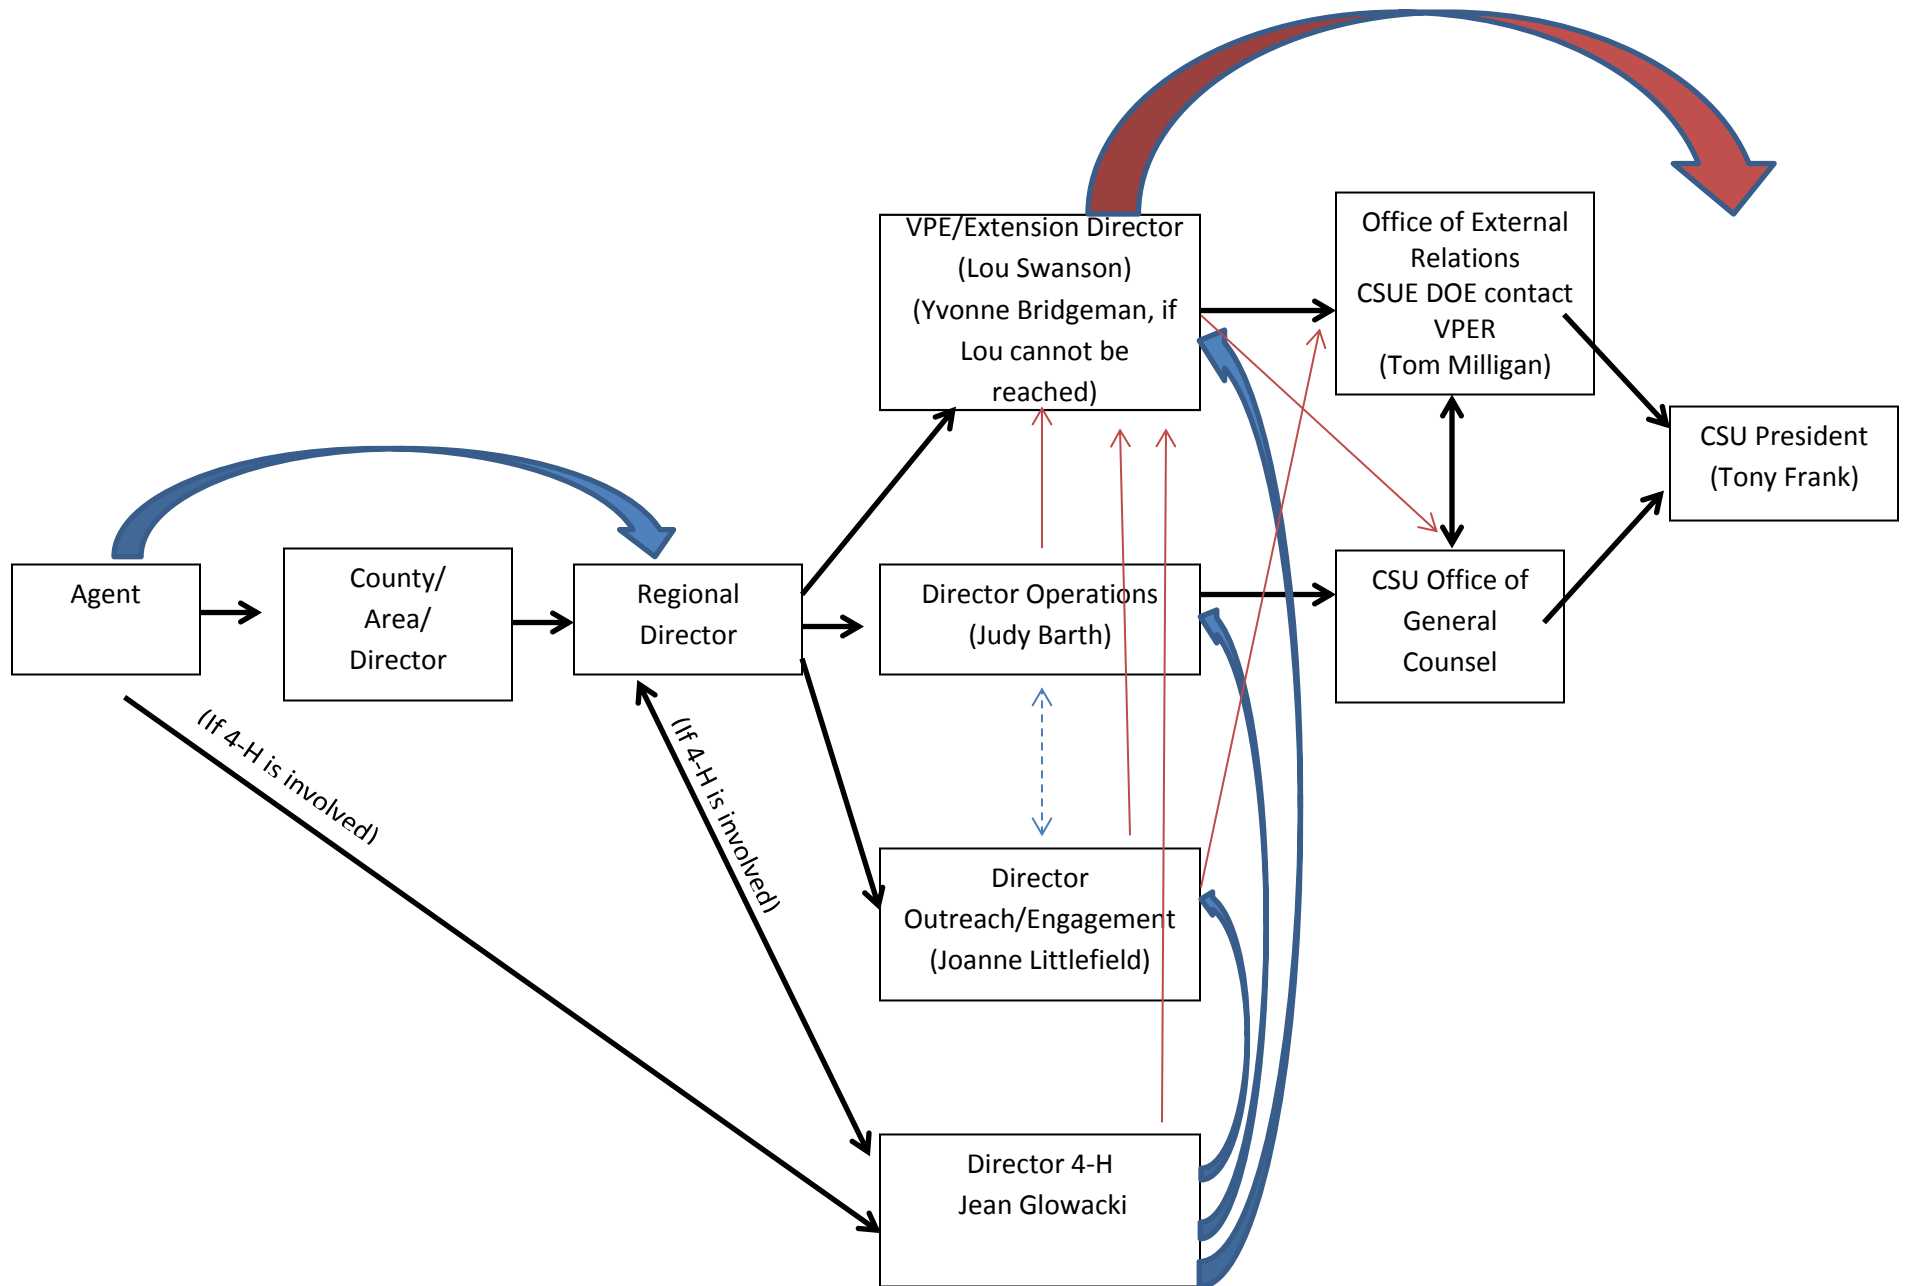 VPE/Extension Director
(Lou Swanson)
(Yvonne Bridgeman, if
Lou cannot be
reached)
Office of External
Relations
CSUE DOE contact
VPER
(Tom Milligan)
CSU President
(Tony Frank)
Agent
County/
Area/
Director
Regional
Director
Director Operations
(Judy Barth)
CSU Office of
General
Counsel
(If 4-H is involved)
(If 4-H is involved)
Director
Outreach/Engagement
(Joanne Littlefield)
Director 4-H
Jean Glowacki